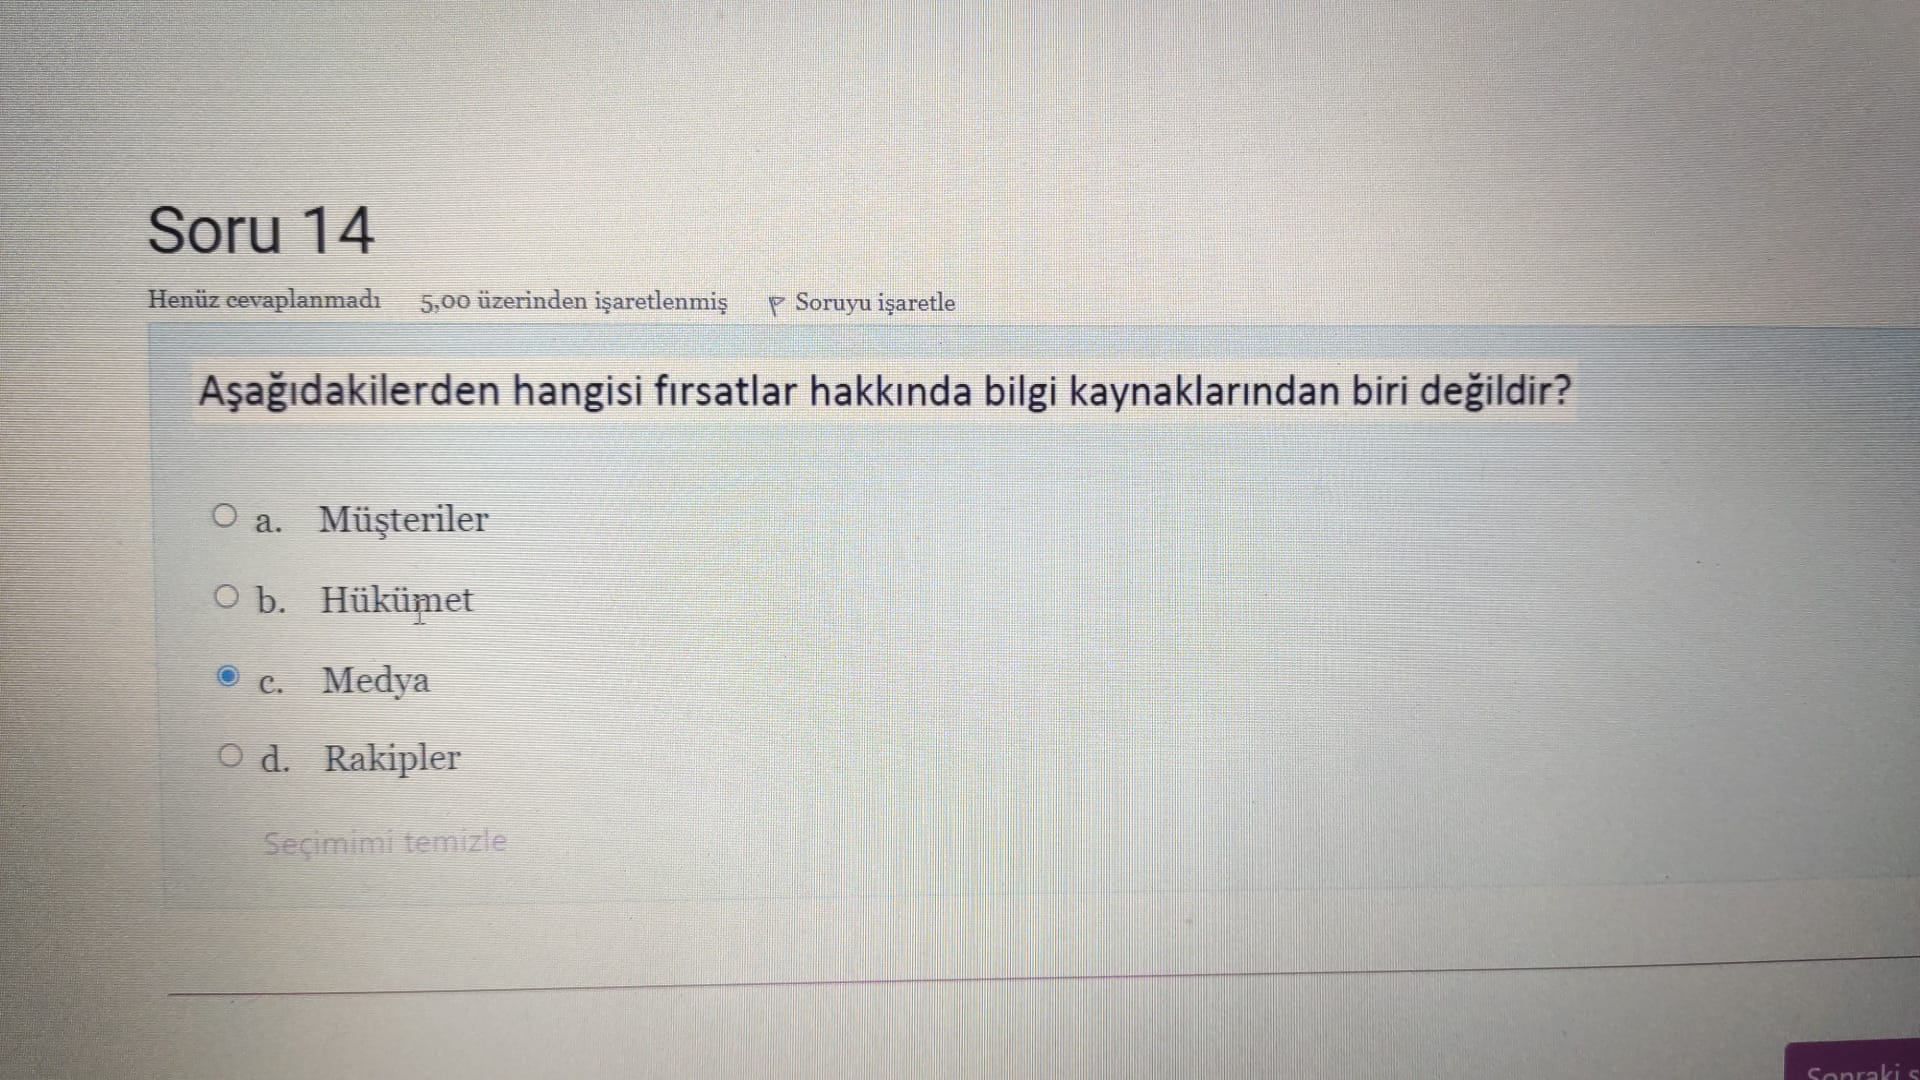 Soru 14
Henüz cevaplanmadı 5,00 üzerinden işaretlenmiş Soruyu işaretle
Aşağıdakilerden hangisi fırsatlar hakkında bilgi kaynaklarından biri değildir?
a. Müşteriler
b. Hükümet
c. Medya
d. Rakipler
Seçimimi temizle
Sonraki s